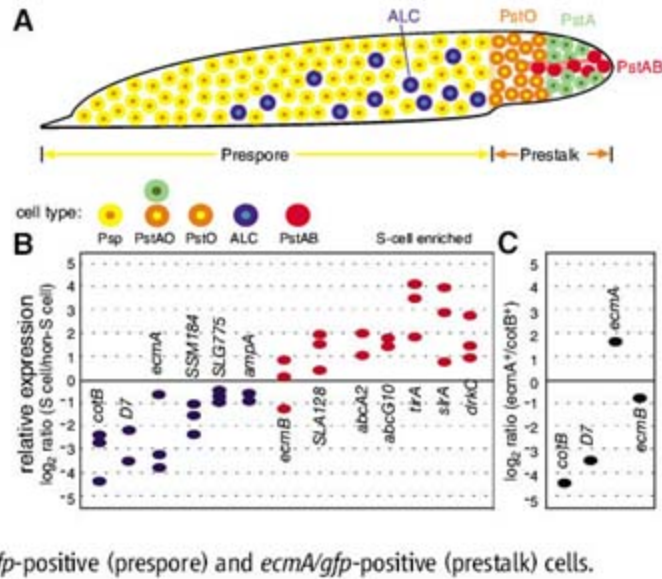 A
ALC
PstO
PstA
PstAB
Prespore
Prestalk
cell type:
Psp PstAO PstO ALC PstAB
S-cell enriched
B
relative expression
log2 ratio (S cell/non-S cell)
5
4
3
2
1
0
-1
-2
-3
-4
-5
cotB
D7
ecmA
SSM184
SLG775
ampA
ecmB
SLA128
abcA2
abcG10
tirA
slrA
drkC
C
log2 ratio (ecmA+/cotB+)
5
4
3
2
1
0
-1
-2
-3
-4
-5
cotB
D7
ecmA
ecmB
fp-positive (prespore) and ecmA/gfp-positive (prestalk) cells.